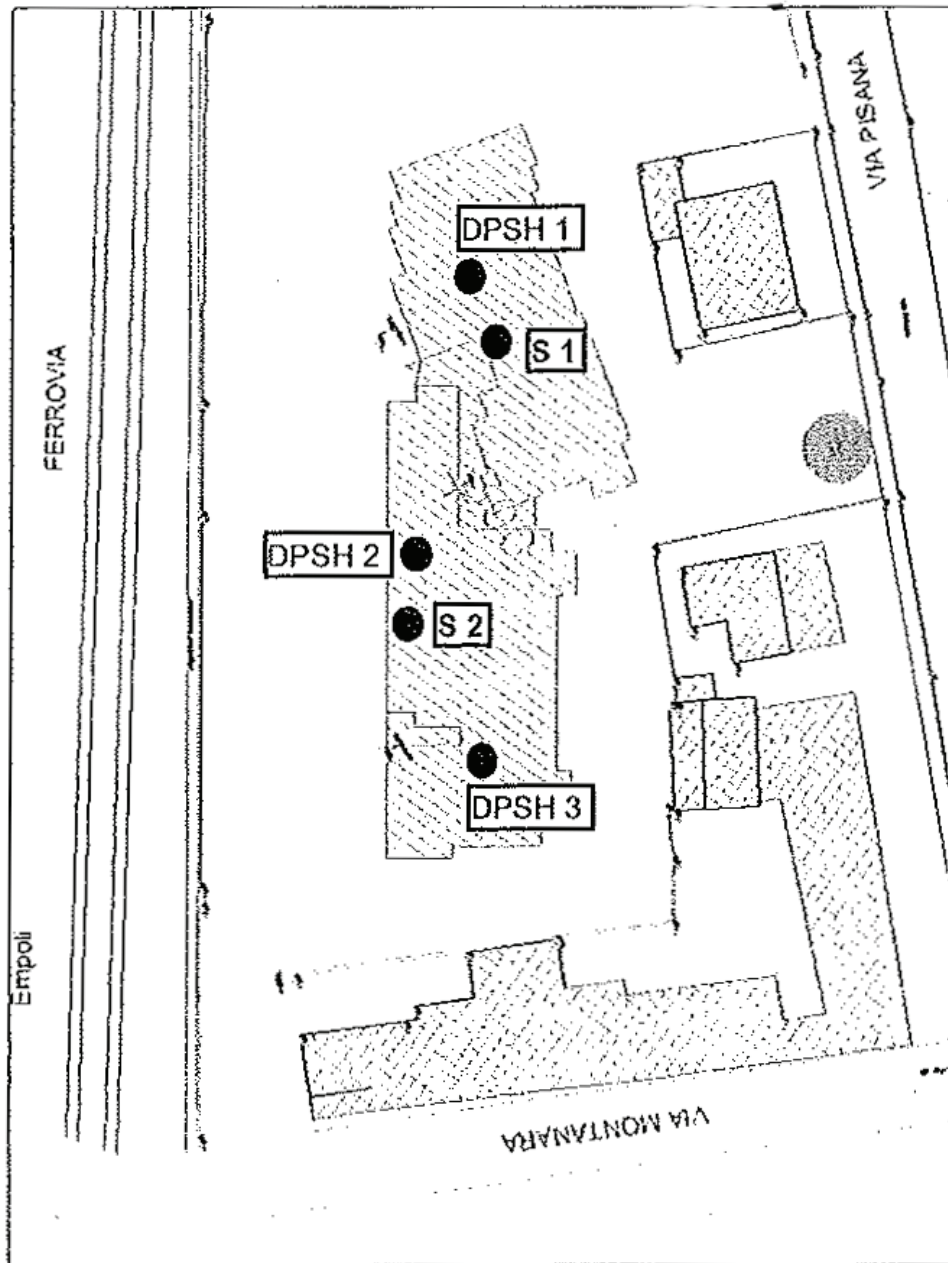 VIA PISANA
DPSH 1
S 1
FERROVIA
DPSH 2
S 2
DPSH 3
Empoli
VIA MONTANARA